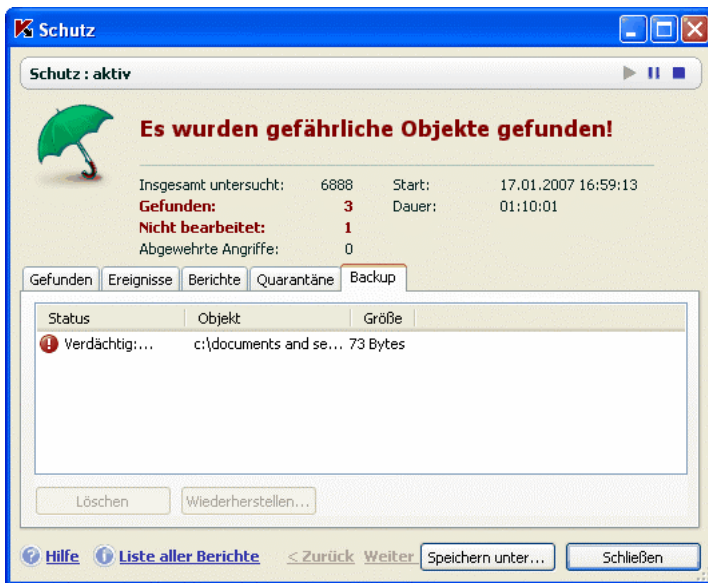 Schutz
Schutz : aktiv
Es wurden gefährliche Objekte gefunden!
Insgesamt untersucht: 6888 Start: 17.01.2007 16:59:13
Gefunden: 3 Dauer: 01:10:01
Nicht bearbeitet: 1
Abgewehrte Angriffe: 0
Gefunden Ereignisse Berichte Quarantäne Backup
Status Objekt Größe
Verdächtig:... c:\documents and se... 73 Bytes
Löschen Wiederherstellen...
Hilfe Liste aller Berichte < Zurück Weiter Speichern unter... Schließen